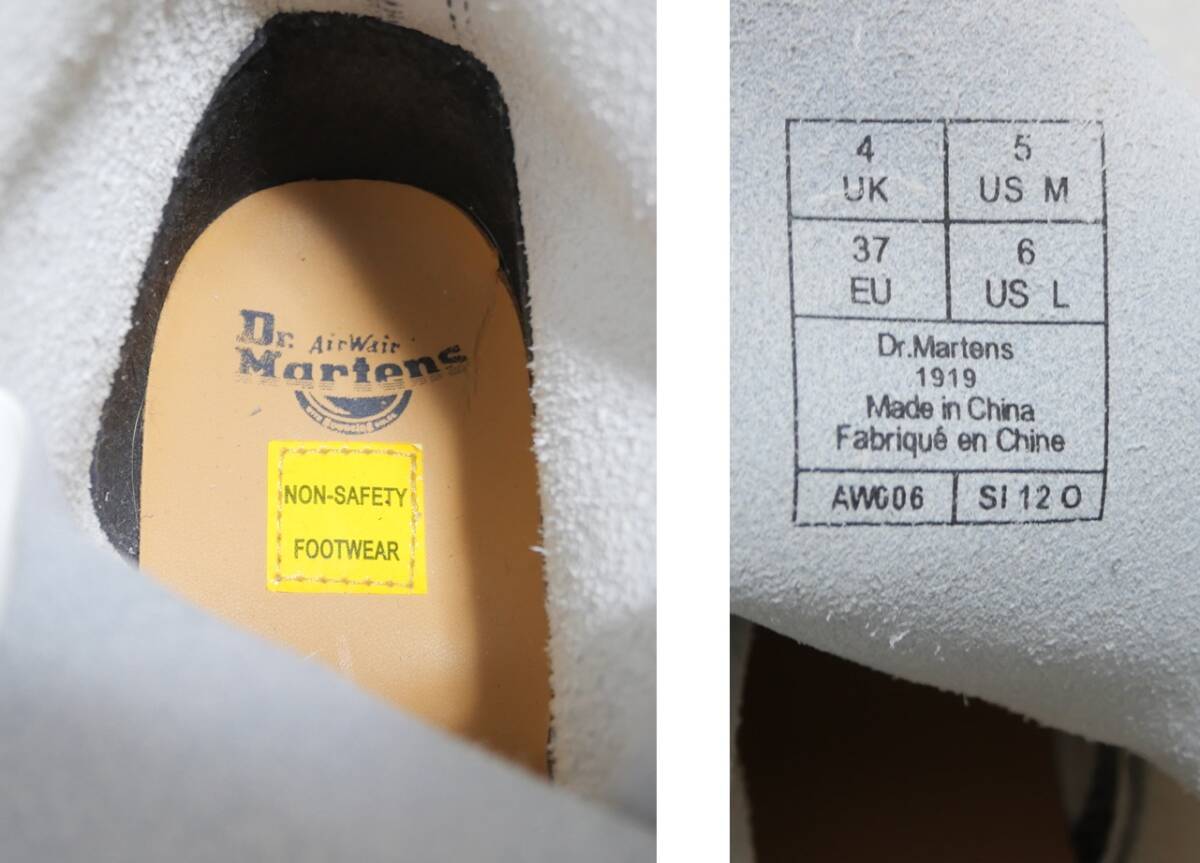 Dr. AirWair
Martens
NON-SAFETY
FOOTWEAR
4
UK
5
US M
37
EU
6
US L
Dr.Martens
1919
Made in China
Fabriqué en Chine
AW006
SI 12 O